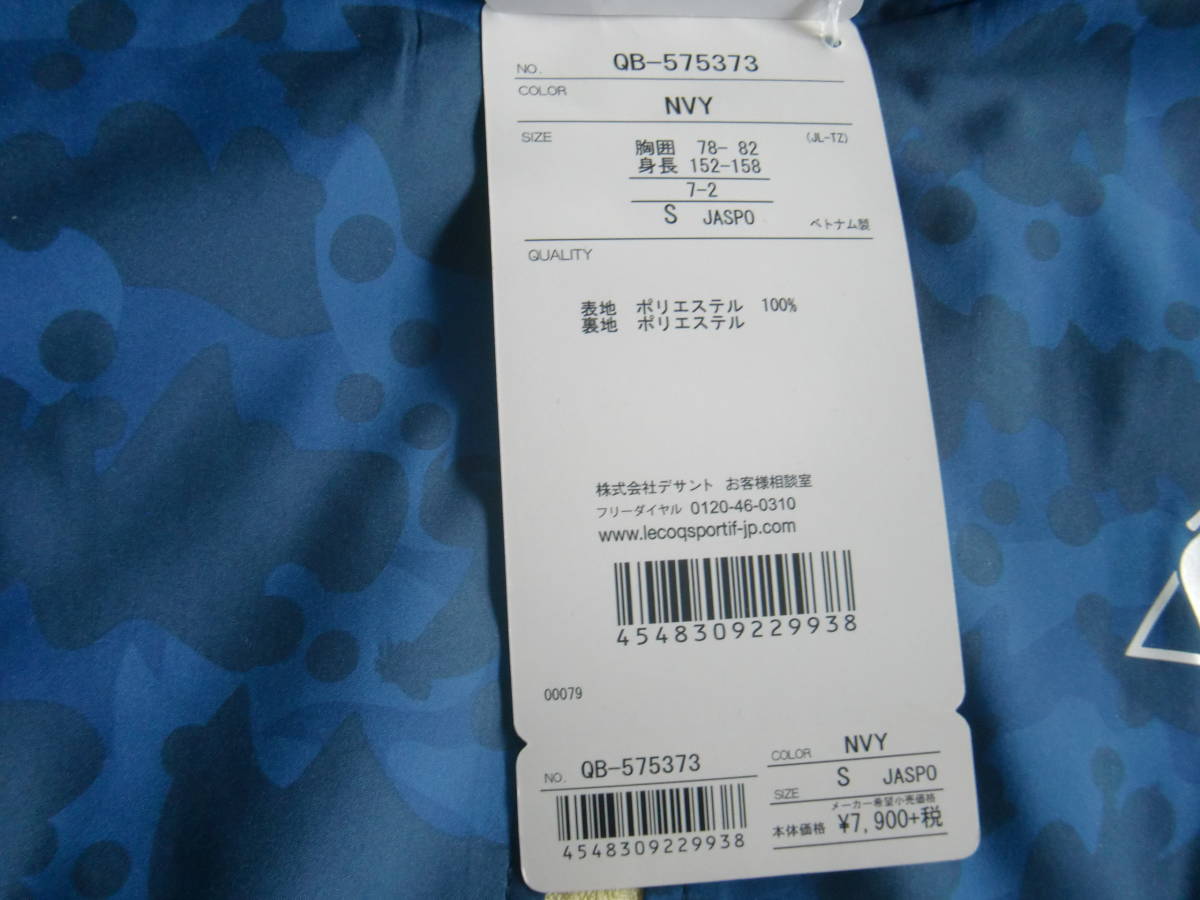 NO. QB-575373
COLOR
NVY
SIZE
(JL-TZ)
胸囲 78- 82
身長 152-158
7-2
S JASPO
ベトナム製
QUALITY
表地 ポリエステル 100%
裏地 ポリエステル
株式会社デサント お客様相談室
フリーダイヤル 0120-46-0310
www.lecoqsportif-jp.com
4548309229938
00079
NO. QB-575373
4548309229938
COLOR NVY
SIZE S JASPO
メーカー希望小売価格
本体価格 ¥7,900+税